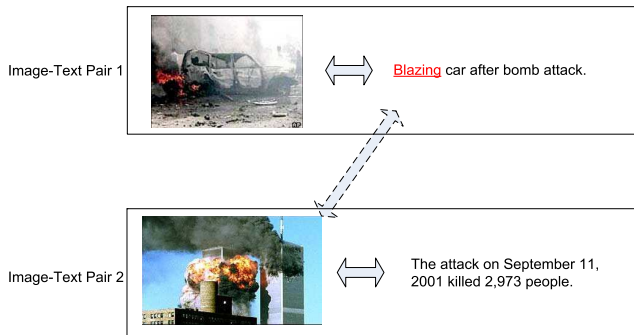 Image-Text Pair 1
Blazing car after bomb attack.
Image-Text Pair 2
The attack on September 11,
2001 killed 2,973 people.